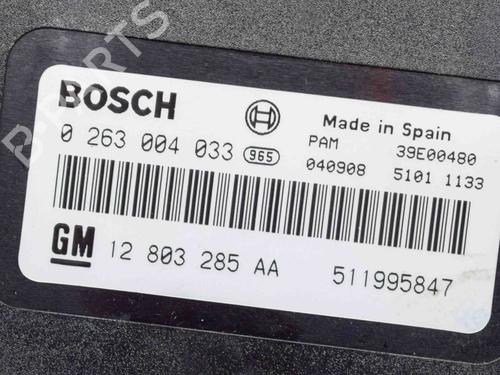 B-PARTS
BOSCH
Made in Spain
0 263 004 033 965
PAM 39E00480
040908 5101 1133
GM 12 803 285 AA 511995847